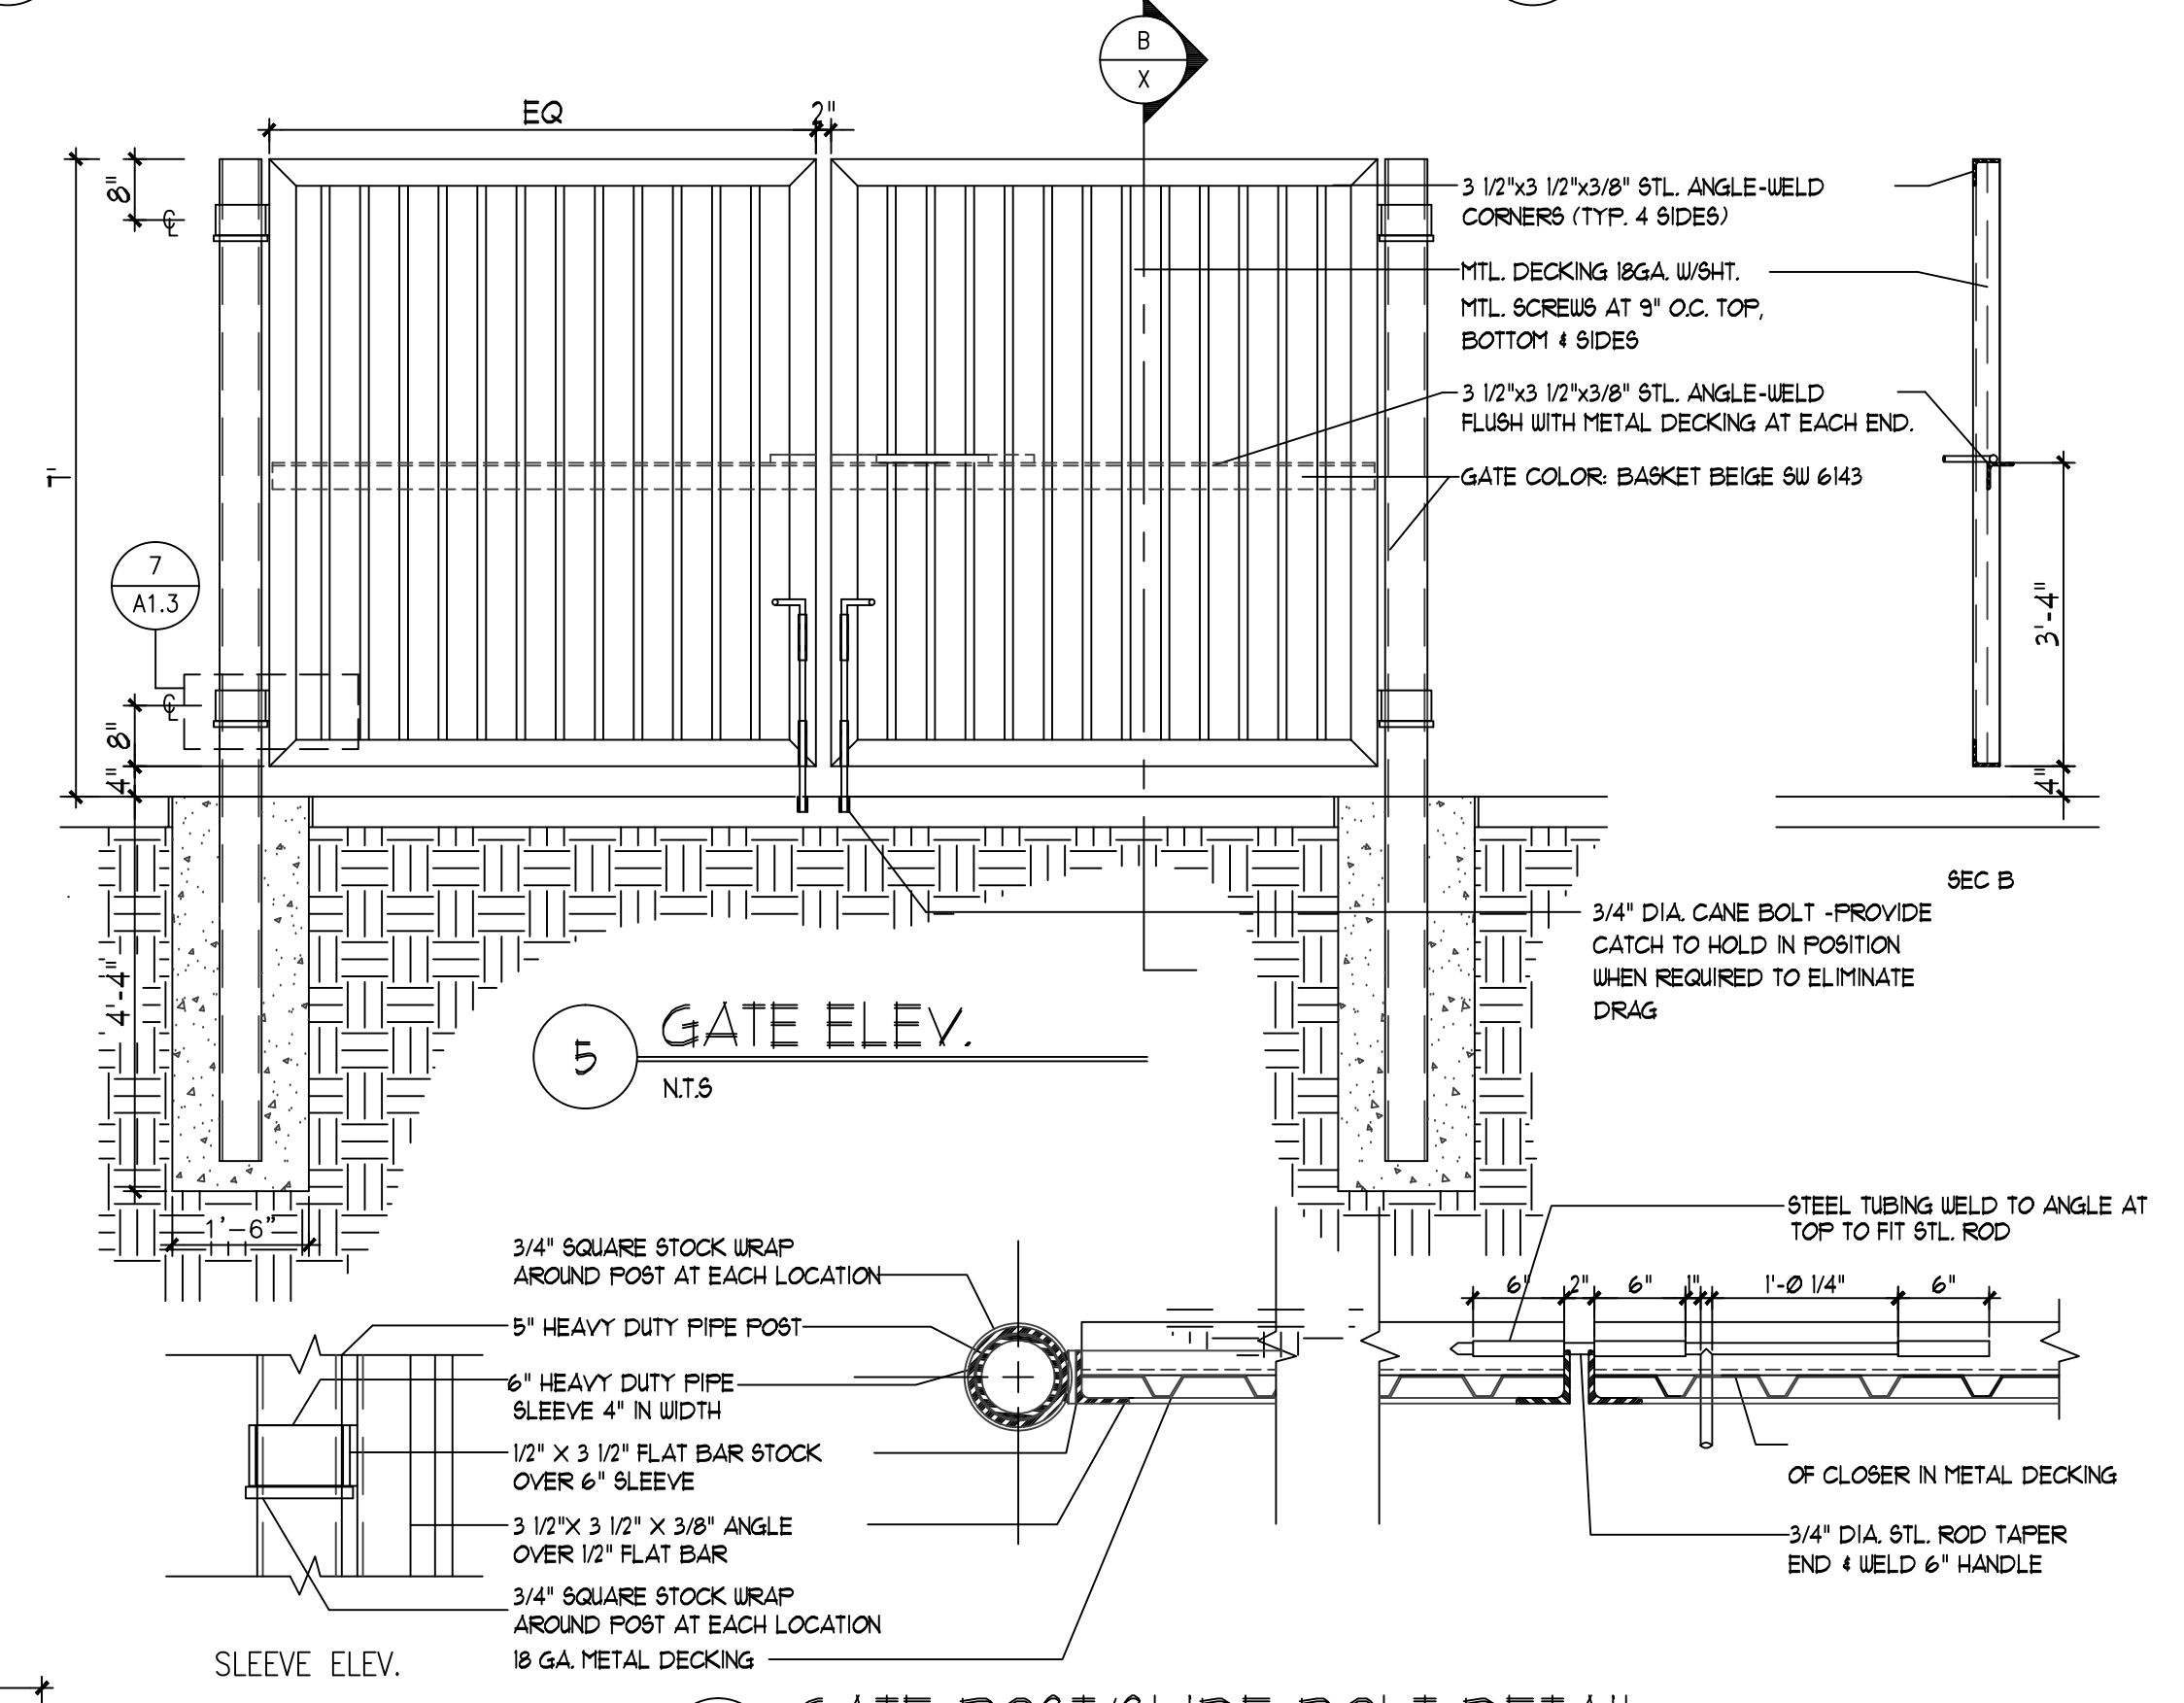 B
X
EQ
2"
8"
℄
3 1/2"x3 1/2"x3/8" STL. ANGLE-WELD
CORNERS (TYP. 4 SIDES)
MTL. DECKING 18GA. W/SHT.
MTL. SCREWS AT 9" O.C. TOP,
BOTTOM & SIDES
3 1/2"x3 1/2"x3/8" STL. ANGLE-WELD
FLUSH WITH METAL DECKING AT EACH END.
GATE COLOR: BASKET BEIGE SW 6143
7
A1.3
3'-4"
℄
8"
4"
4"
SEC B
3/4" DIA. CANE BOLT -PROVIDE
CATCH TO HOLD IN POSITION
WHEN REQUIRED TO ELIMINATE
DRAG
4'-4"
5
GATE ELEV.
N.T.S
1'-6"
STEEL TUBING WELD TO ANGLE AT
TOP TO FIT STL. ROD
6" 2" 6" 1" 1'-0 1/4" 6"
3/4" SQUARE STOCK WRAP
AROUND POST AT EACH LOCATION
5" HEAVY DUTY PIPE POST
6" HEAVY DUTY PIPE
SLEEVE 4" IN WIDTH
1/2" X 3 1/2" FLAT BAR STOCK
OVER 6" SLEEVE
3 1/2"X 3 1/2" X 3/8" ANGLE
OVER 1/2" FLAT BAR
3/4" SQUARE STOCK WRAP
AROUND POST AT EACH LOCATION
18 GA. METAL DECKING
OF CLOSER IN METAL DECKING
3/4" DIA. STL. ROD TAPER
END & WELD 6" HANDLE
SLEEVE ELEV.